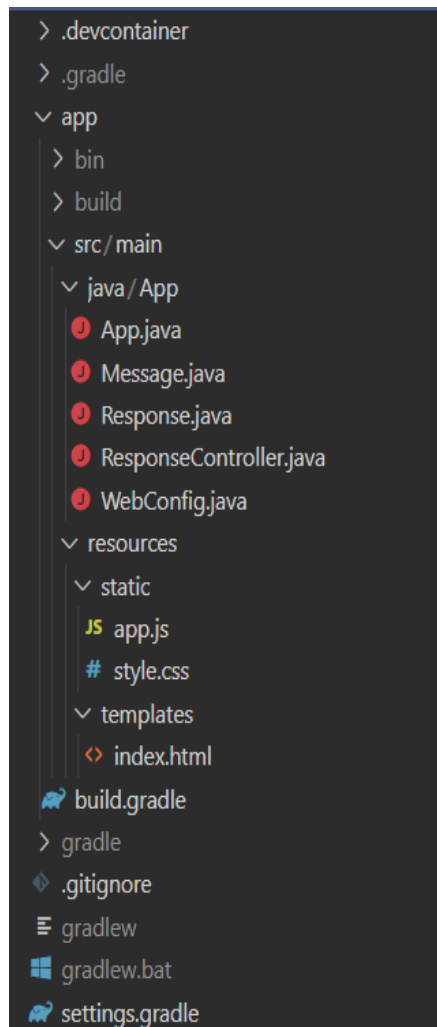 .devcontainer
.gradle
app
bin
build
src/main
java/App
J App.java
J Message.java
J Response.java
J ResponseController.java
J WebConfig.java
resources
static
JS app.js
# style.css
templates
<> index.html
build.gradle
gradle
.gitignore
gradlew
gradlew.bat
settings.gradle